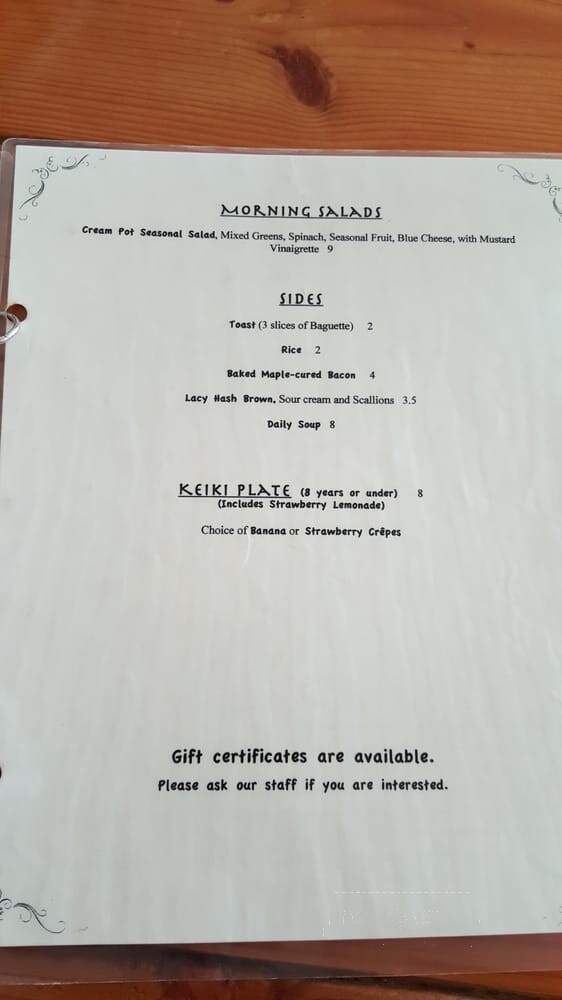 MORNING SALADS
Cream Pot Seasonal Salad, Mixed Greens, Spinach, Seasonal Fruit, Blue Cheese, with Mustard
Vinaigrette 9
SIDES
Toast (3 slices of Baguette) 2
Rice 2
Baked Maple-cured Bacon 4
Lacy Hash Brown, Sour cream and Scallions 3.5
Daily Soup 8
KEIKI PLATE (8 years or under) 8
(Includes Strawberry Lemonade)
Choice of Banana or Strawberry Crêpes
Gift certificates are available.
Please ask our staff if you are interested.